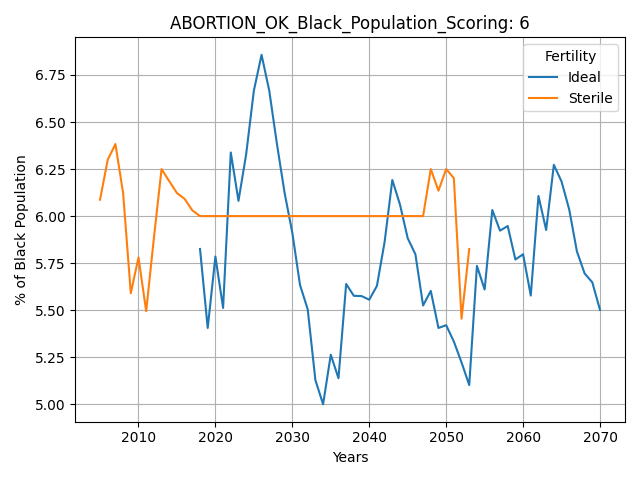 ABORTION_OK_Black_Population_Scoring: 6
Fertility
Ideal
Sterile
% of Black Population
6.75
6.50
6.25
6.00
5.75
5.50
5.25
5.00
2010 2020 2030 2040 2050 2060 2070
Years